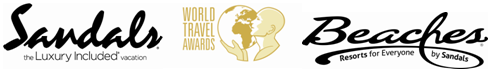 Sandals®
the Luxury Included® vacation
WORLD
TRAVEL
AWARDS
Beaches®
Resorts for Everyone by Sandals